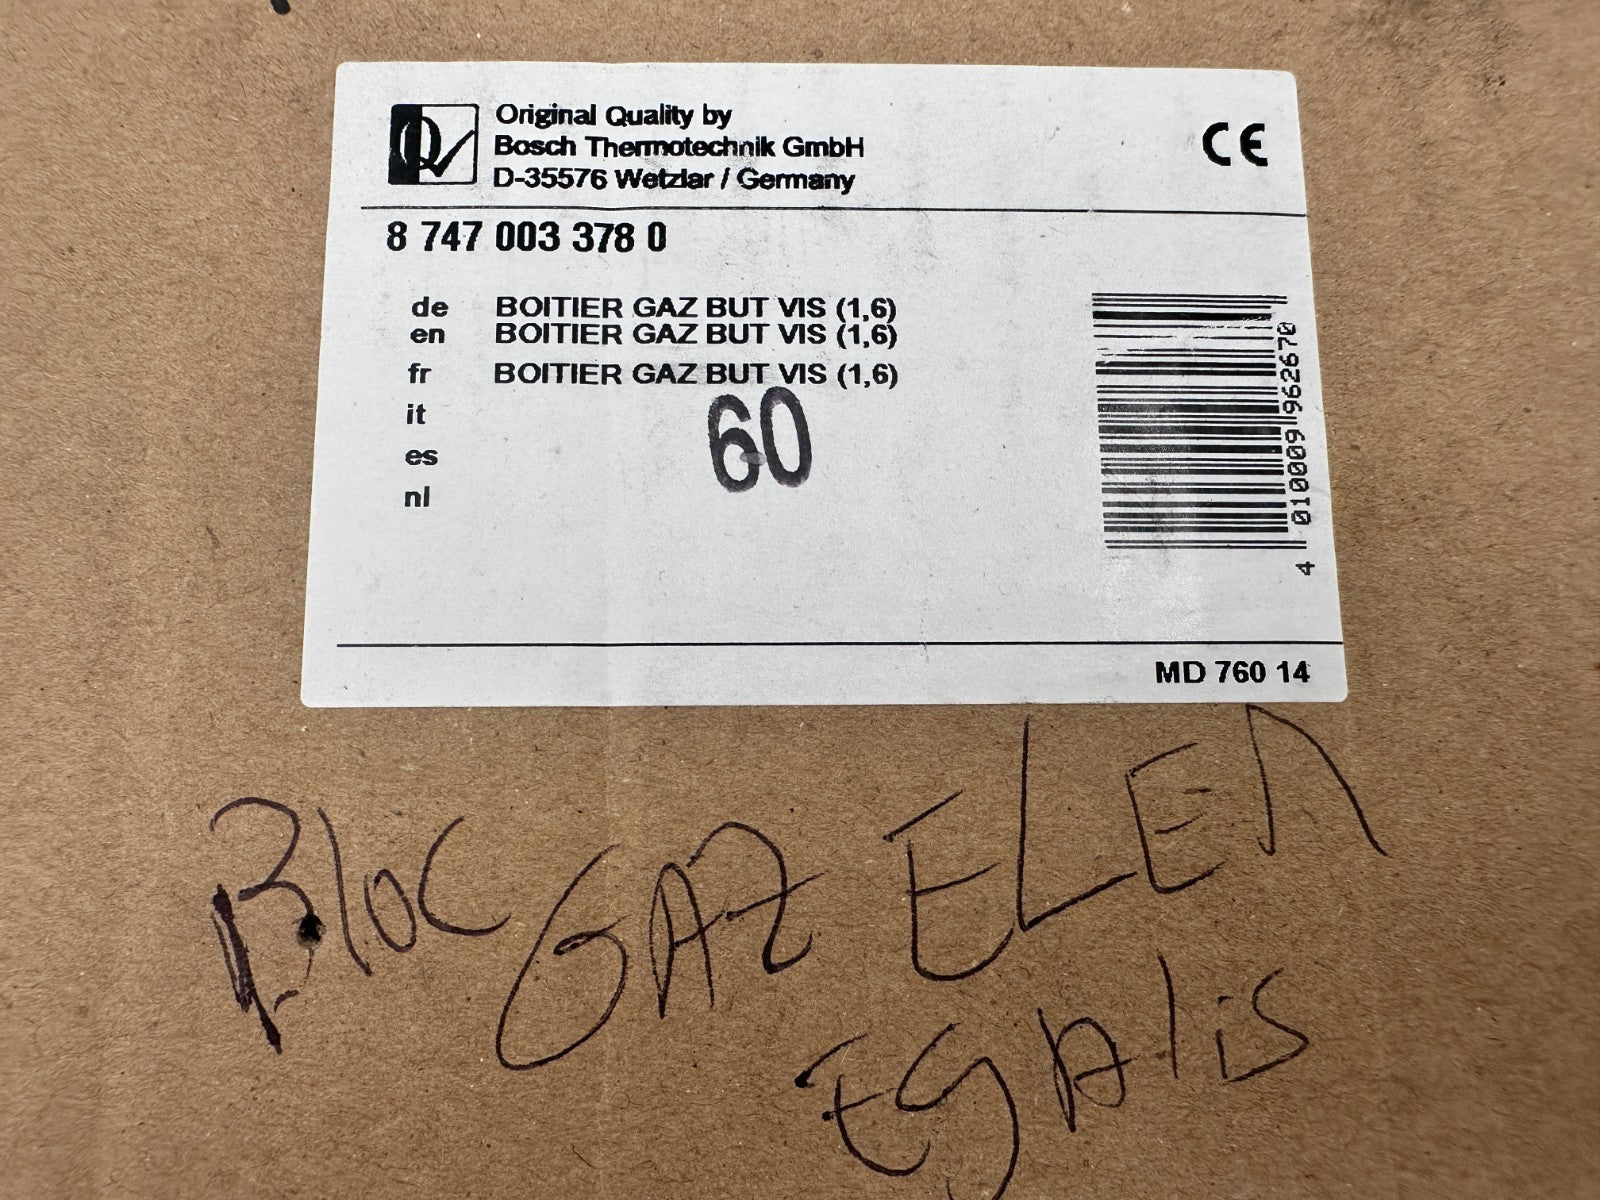 Original Quality by
Bosch Thermotechnik GmbH
D-35576 Wetzlar / Germany
CE
8 747 003 378 0
de BOITIER GAZ BUT VIS (1,6)
en BOITIER GAZ BUT VIS (1,6)
fr BOITIER GAZ BUT VIS (1,6)
it
es
nl
60
4 010009 962670
MD 760 14
Bloc GAZ ELEA
EGALIS